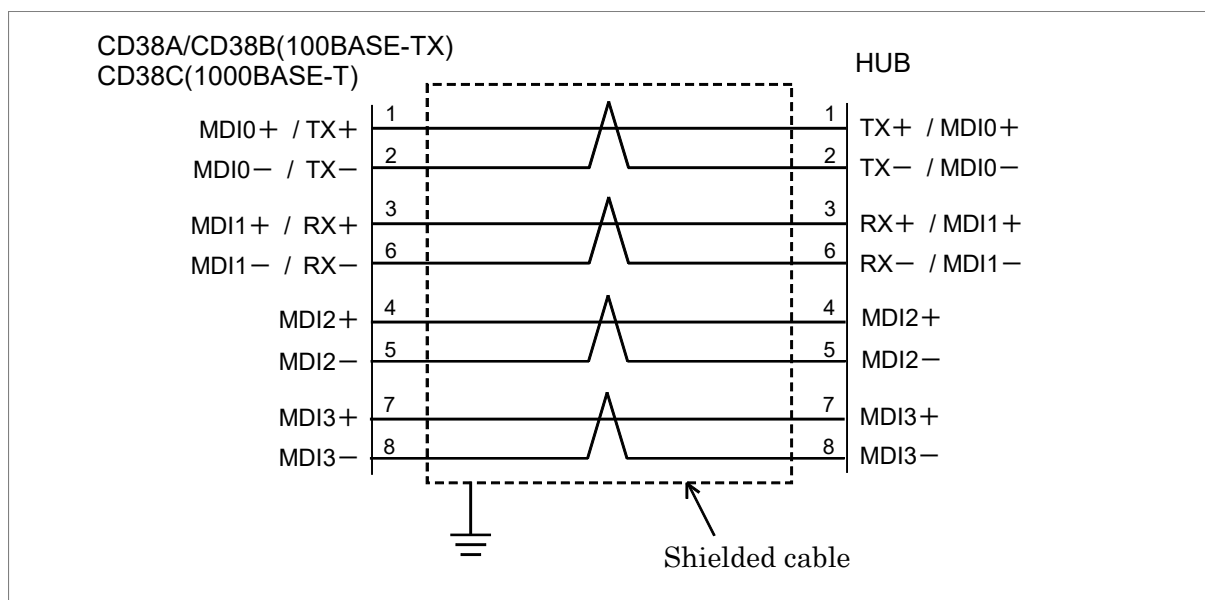 CD38A/CD38B(100BASE-TX)
CD38C(1000BASE-T)
HUB
MDI0+ / TX+ 1 1 TX+ / MDI0+
MDI0- / TX- 2 2 TX- / MDI0-
MDI1+ / RX+ 3 3 RX+ / MDI1+
MDI1- / RX- 6 6 RX- / MDI1-
MDI2+ 4 4 MDI2+
MDI2- 5 5 MDI2-
MDI3+ 7 7 MDI3+
MDI3- 8 8 MDI3-
Shielded cable